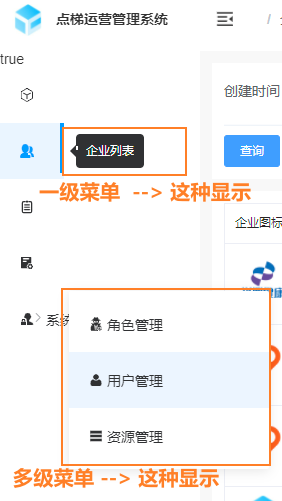 点梯运营管理系统
/
true
创建时间
企业列表
查询
一级菜单 --> 这种显示
企业图标
系统
角色管理
用户管理
资源管理
多级菜单 --> 这种显示